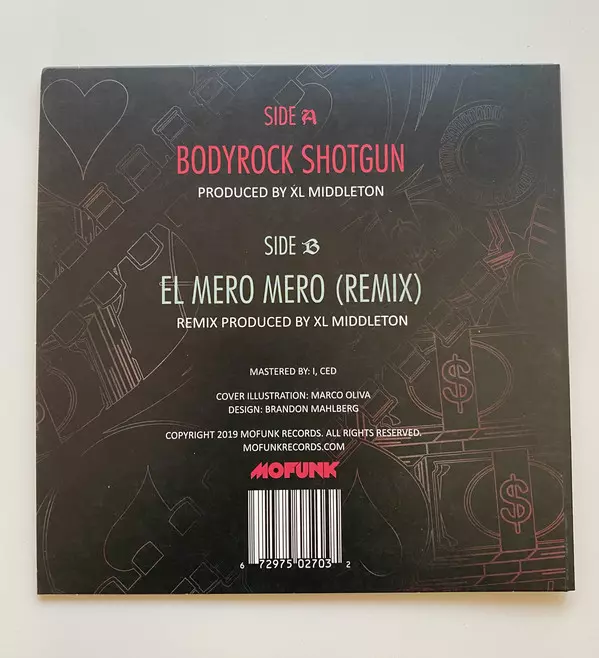 SIDE A
BODYROCK SHOTGUN
PRODUCED BY XL MIDDLETON
SIDE B
EL MERO MERO (REMIX)
REMIX PRODUCED BY XL MIDDLETON
MASTERED BY: I, CED
COVER ILLUSTRATION: MARCO OLIVA
DESIGN: BRANDON MAHLBERG
COPYRIGHT 2019 MOFUNK RECORDS. ALL RIGHTS RESERVED.
MOFUNKRECORDS.COM
MOFUNK
6 72975 02703 2
$
$